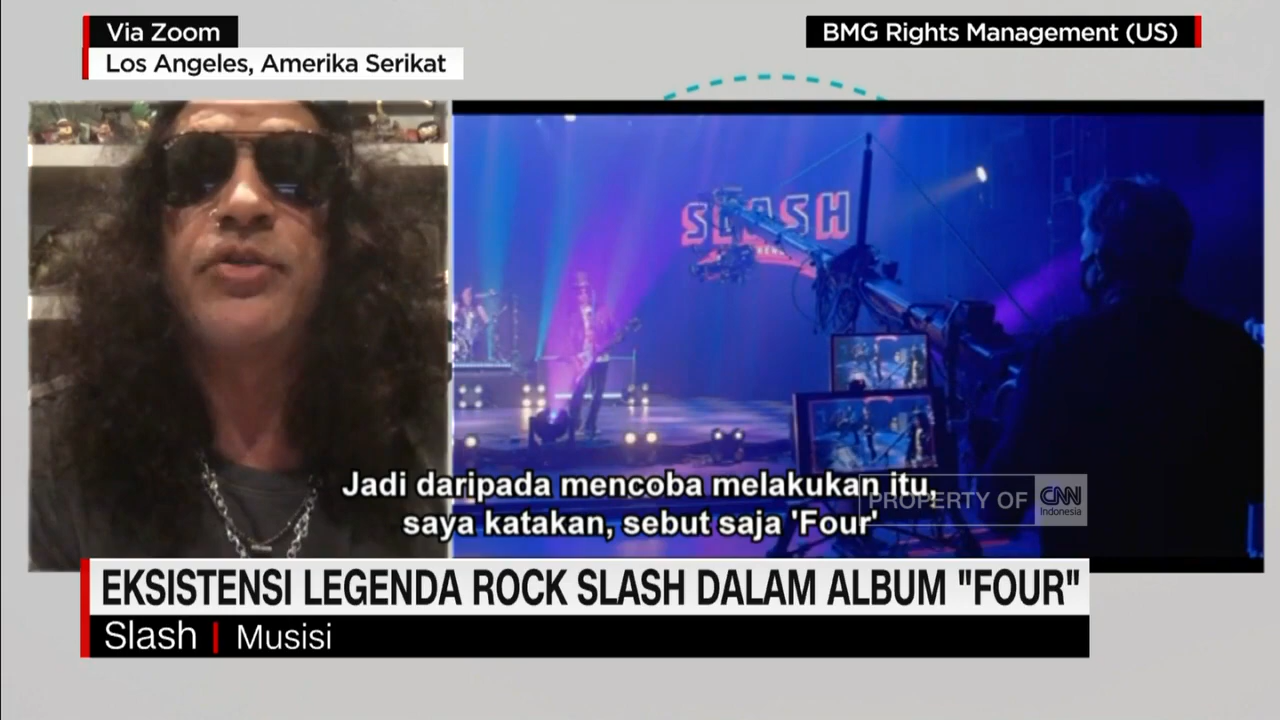 Via Zoom
Los Angeles, Amerika Serikat
BMG Rights Management (US)
SLASH
Jadi daripada mencoba melakukan itu,
saya katakan, sebut saja 'Four'
PROPERTY OF CNN Indonesia
EKSISTENSI LEGENDA ROCK SLASH DALAM ALBUM "FOUR"
Slash | Musisi